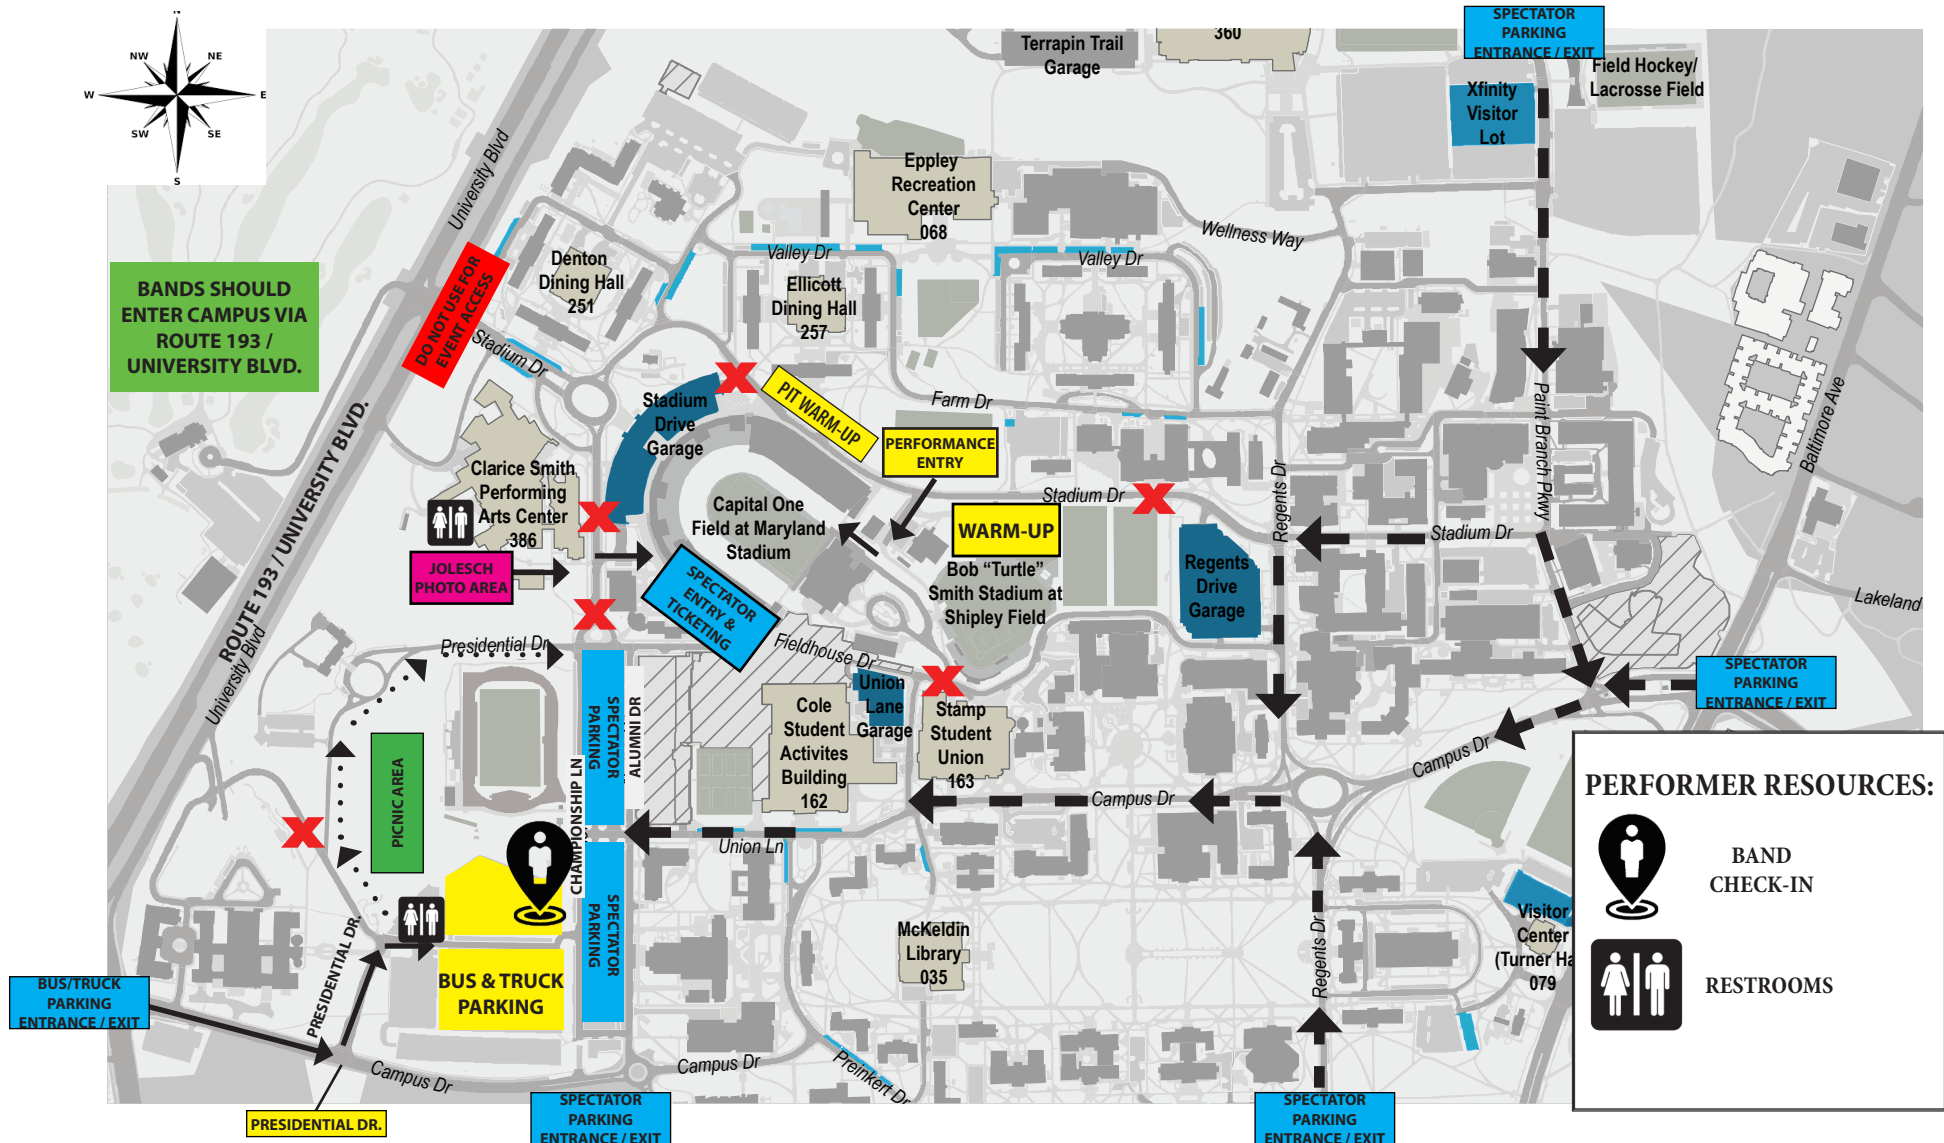 N
NW
NE
W
E
SW
SE
S
SPECTATOR
PARKING
ENTRANCE / EXIT
360
Terrapin Trail
Garage
Field Hockey/
Lacrosse Field
Xfinity
Visitor
Lot
University Blvd
Eppley
Recreation
Center
068
Wellness Way
Valley Dr
Valley Dr
Denton
Dining Hall
251
Ellicott
Dining Hall
257
BANDS SHOULD
ENTER CAMPUS VIA
ROUTE 193 /
UNIVERSITY BLVD.
DO NOT USE FOR
EVENT ACCESS
Stadium Dr
Stadium
Drive
Garage
PIT WARM-UP
Farm Dr
PERFORMANCE
ENTRY
Paint Branch Pkwy
Baltimore Ave
Clarice Smith
Performing
Arts Center
386
Capital One
Field at Maryland
Stadium
Stadium Dr
Regents Dr
Stadium Dr
WARM-UP
JOLESCH
PHOTO AREA
SPECTATOR
ENTRY &
TICKETING
Bob “Turtle”
Smith Stadium at
Shipley Field
Regents
Drive
Garage
Lakeland
ROUTE 193 / UNIVERSITY BLVD.
University Blvd
Presidential Dr
Fieldhouse Dr
Union
Lane
Garage
SPECTATOR
PARKING
ENTRANCE / EXIT
SPECTATOR
PARKING
ALUMNI DR
Cole
Student
Activites
Building
162
Stamp
Student
Union
163
Campus Dr
PICNIC AREA
CHAMPIONSHIP LN
Campus Dr
Union Ln
PERFORMER RESOURCES:
BAND
CHECK-IN
RESTROOMS
SPECTATOR
PARKING
McKeldin
Library
035
Regents Dr
Visitor
Center
(Turner Ha
079
PRESIDENTIAL DR.
BUS & TRUCK
PARKING
BUS/TRUCK
PARKING
ENTRANCE / EXIT
Campus Dr
Campus Dr
Preinkert Dr
PRESIDENTIAL DR.
SPECTATOR
PARKING
ENTRANCE / EXIT
SPECTATOR
PARKING
ENTRANCE / EXIT